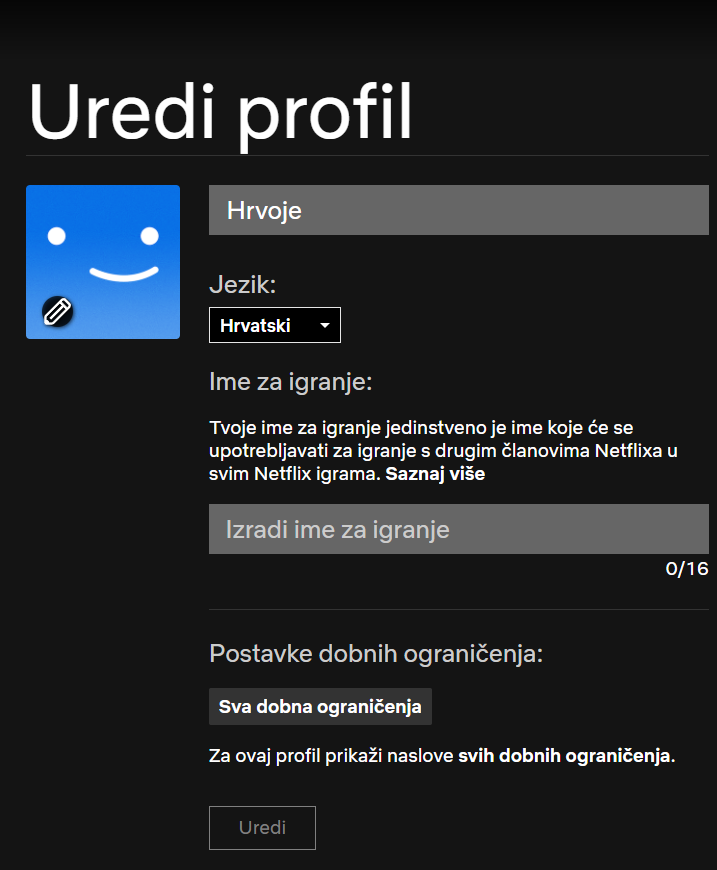 Uredi profil
Hrvoje
Jezik:
Hrvatski
Ime za igranje:
Tvoje ime za igranje jedinstveno je ime koje će se
upotrebljavati za igranje s drugim članovima Netflixa u
svim Netflix igrama. Saznaj više
Izradi ime za igranje
0/16
Postavke dobnih ograničenja:
Sva dobna ograničenja
Za ovaj profil prikaži naslove svih dobnih ograničenja.
Uredi